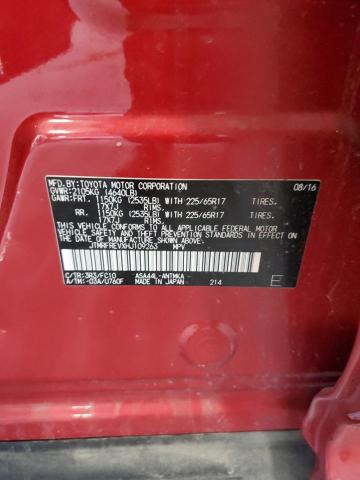 MFD.BY:TOYOTA MOTOR CORPORATION 08/16
GVWR:2105KG (4640LB)
GAWR:FRT. 1150KG (2535LB) WITH 225/65R17 TIRES.
17X7J RIMS,
RR. 1150KG (2535LB) WITH 225/65R17 TIRES.
17X7J RIMS,
THIS VEHICLE CONFORMS TO ALL APPLICABLE FEDERAL MOTOR
VEHICLE SAFETY, AND THEFT PREVENTION STANDARDS IN EFFECT ON
THE DATE OF MANUFACTURE SHOWN ABOVE.
JTMRFREVXHJ109263 MPV
C/TR:3R3/FC10 ASA44L-ANTMKA
A/TM:-03A/U760F MADE IN JAPAN 214 E